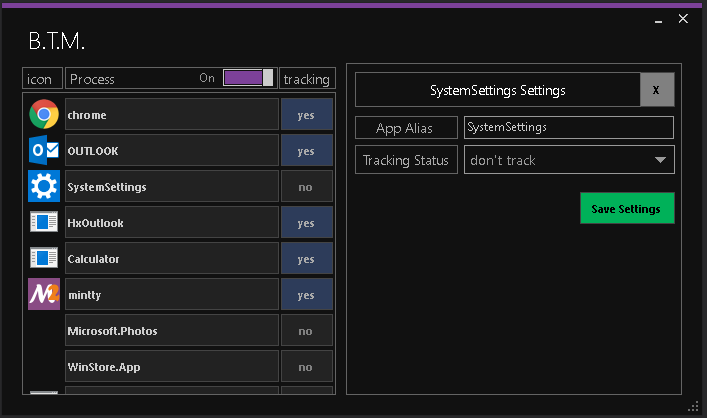 B.T.M.
icon Process On tracking
chrome yes
OUTLOOK yes
SystemSettings no
HxOutlook yes
Calculator yes
mintty yes
Microsoft.Photos no
WinStore.App no
SystemSettings Settings X
App Alias SystemSettings
Tracking Status don't track
Save Settings